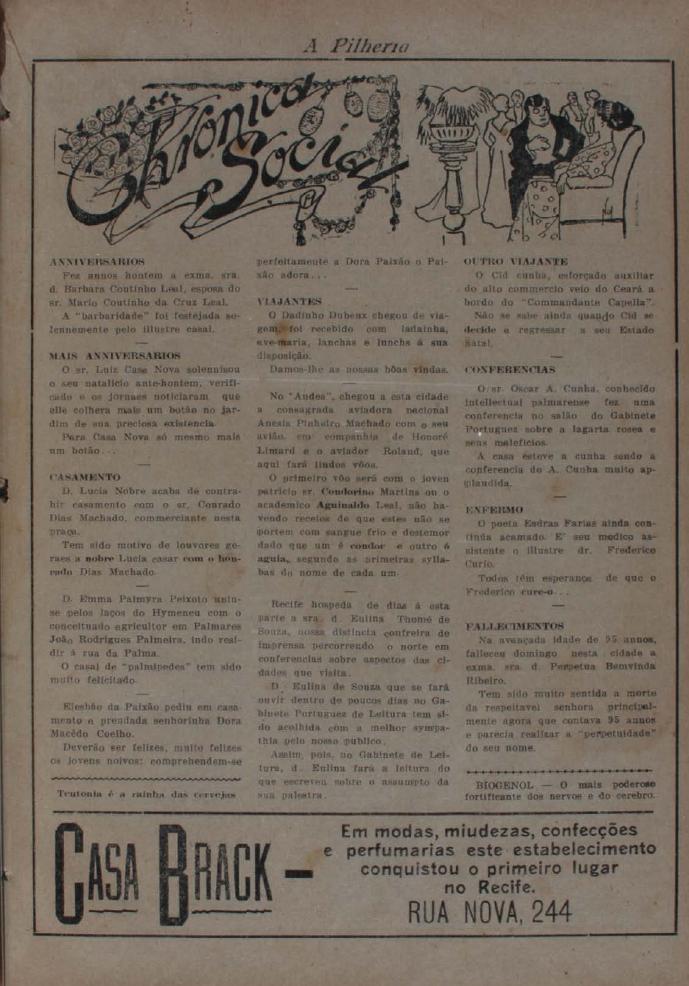 A Pilheria
Chronica
Social
ANNIVERSARIOS
Fez annos hontem a exma. sra.
d. Barbara Coutinho Leal, esposa do
sr. Mario Coutinho da Cruz Leal.
A "barbaridade" foi festejada so-
lennemente pelo illustre casal.
MAIS ANNIVERSARIOS
O sr. Luiz Casa Nova solennisou
o seu natalicio ante-hontem, verifi-
cado e os jornaes noticiaram que
elle colhera mais um botão no jar-
dim de sua preciosa existencia.
Para Casa Nova só mesmo mais
um botão...
CASAMENTO
D. Lucia Nobre acaba de contra-
hir casamento com o sr. Conrado
Dias Machado, commerciante nesta
praça.
Tem sido motivo de louvores ge-
raes a nobre Lucia casar com o hon-
rado Dias Machado.
D. Emma Palmyra Peixoto uniu-
se pelos laços do Hymeneu com o
conceituado agricultor em Palmares
João Rodrigues Palmeira, indo resi-
dir á rua da Palma.
O casal de "palmipedes" tem sido
muito felicitado.
Elesbão da Paixão pediu em casa-
mento a prendada senhorinha Dora
Macêdo Coelho.
Deverão ser felizes, muito felizes
os jovens noivos: comprehendem-se
Teutonia é a rainha das cervejas
perfeitamente a Dora Paixão o Pai-
xão adora...
VIAJANTES
O Dadinho Dubeux chegou de via-
gem, foi recebido com ladainha,
ave-maria, lanchas e lunchs á sua
disposição.
Damos-lhe as nossas bôas vindas.
No "Andes", chegou a esta cidade
a consagrada aviadora nacional
Anesia Pinheiro Machado com o seu
avião, em companhia de Honoré
Limard e o aviador Roland, que
aqui fará lindos vôos.
O primeiro vôo será com o joven
patricio sr. Condorino Martins ou o
academico Aguinaldo Leal, não ha-
vendo receios de que estes não se
portem com sangue frio e destemor
dado que um é condor e outro é
aguia, segundo as primeiras sylla-
bas do nome de cada um.
Recife hospeda de dias á esta
parte a sra. d. Eulina Thomé de
Souza, nossa distincta confreira de
imprensa percorrendo o norte em
conferencias sobre aspectos das ci-
dades que visita.
D. Eulina de Souza que se fará
ouvir dentro de poucos dias no Ga-
binete Portuguez de Leitura tem si-
do acolhida com a melhor sympa-
thia pelo nosso publico.
Assim, pois, no Gabinete de Lei-
tura, d. Eulina fará a leitura do
que escreveu sobre o assumpto da
sua palestra.
OUTRO VIAJANTE
O Cid cunha, esforçado auxiliar
do alto commercio veio do Ceará a
bordo do "Commandante Capella".
Não se sabe ainda quando Cid se
decide e regressar a seu Estado
natal.
CONFERENCIAS
O sr. Oscar A. Cunha, conhecido
intellectual palmarense fez uma
conferencia no salão do Gabinete
Portuguez sobre a lagarta rosea e
seus maleficios.
A casa esteve a cunha sendo a
conferencia do A. Cunha muito ap-
plaudida.
ENFERMO
O poeta Esdras Farias ainda con-
tinúa acamado. E' seu medico as-
sistente o illustre dr. Frederico
Curio.
Todos têm esperança de que o
Frederico cure-o...
FALLECIMENTOS
Na avançada idade de 95 annos,
falleceu domingo nesta cidade a
exma. sra. d. Perpetua Bemvinda
Ribeiro.
Tem sido muito sentida a morte
da respeitavel senhora principal-
mente agora que contava 95 annos
e parecia realizar a "perpetuidade"
do seu nome.
BIOGENOL — O mais poderoso
fortificante dos nervos e do cerebro.
CASA BRACK —
Em modas, miudezas, confecções
e perfumarias este estabelecimento
conquistou o primeiro lugar
no Recife.
RUA NOVA, 244